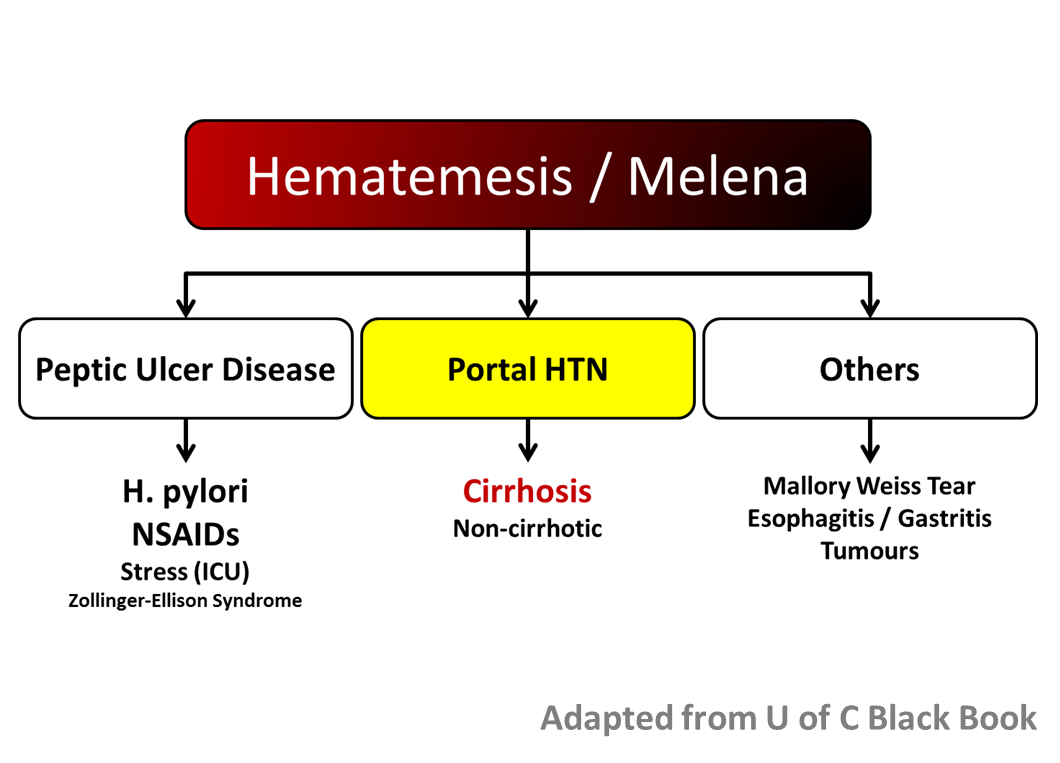 Hematemesis / Melena
Peptic Ulcer Disease
Portal HTN
Others
H. pylori
NSAIDs
Stress (ICU)
Zollinger-Ellison Syndrome
Cirrhosis
Non-cirrhotic
Mallory Weiss Tear
Esophagitis / Gastritis
Tumours
Adapted from U of C Black Book